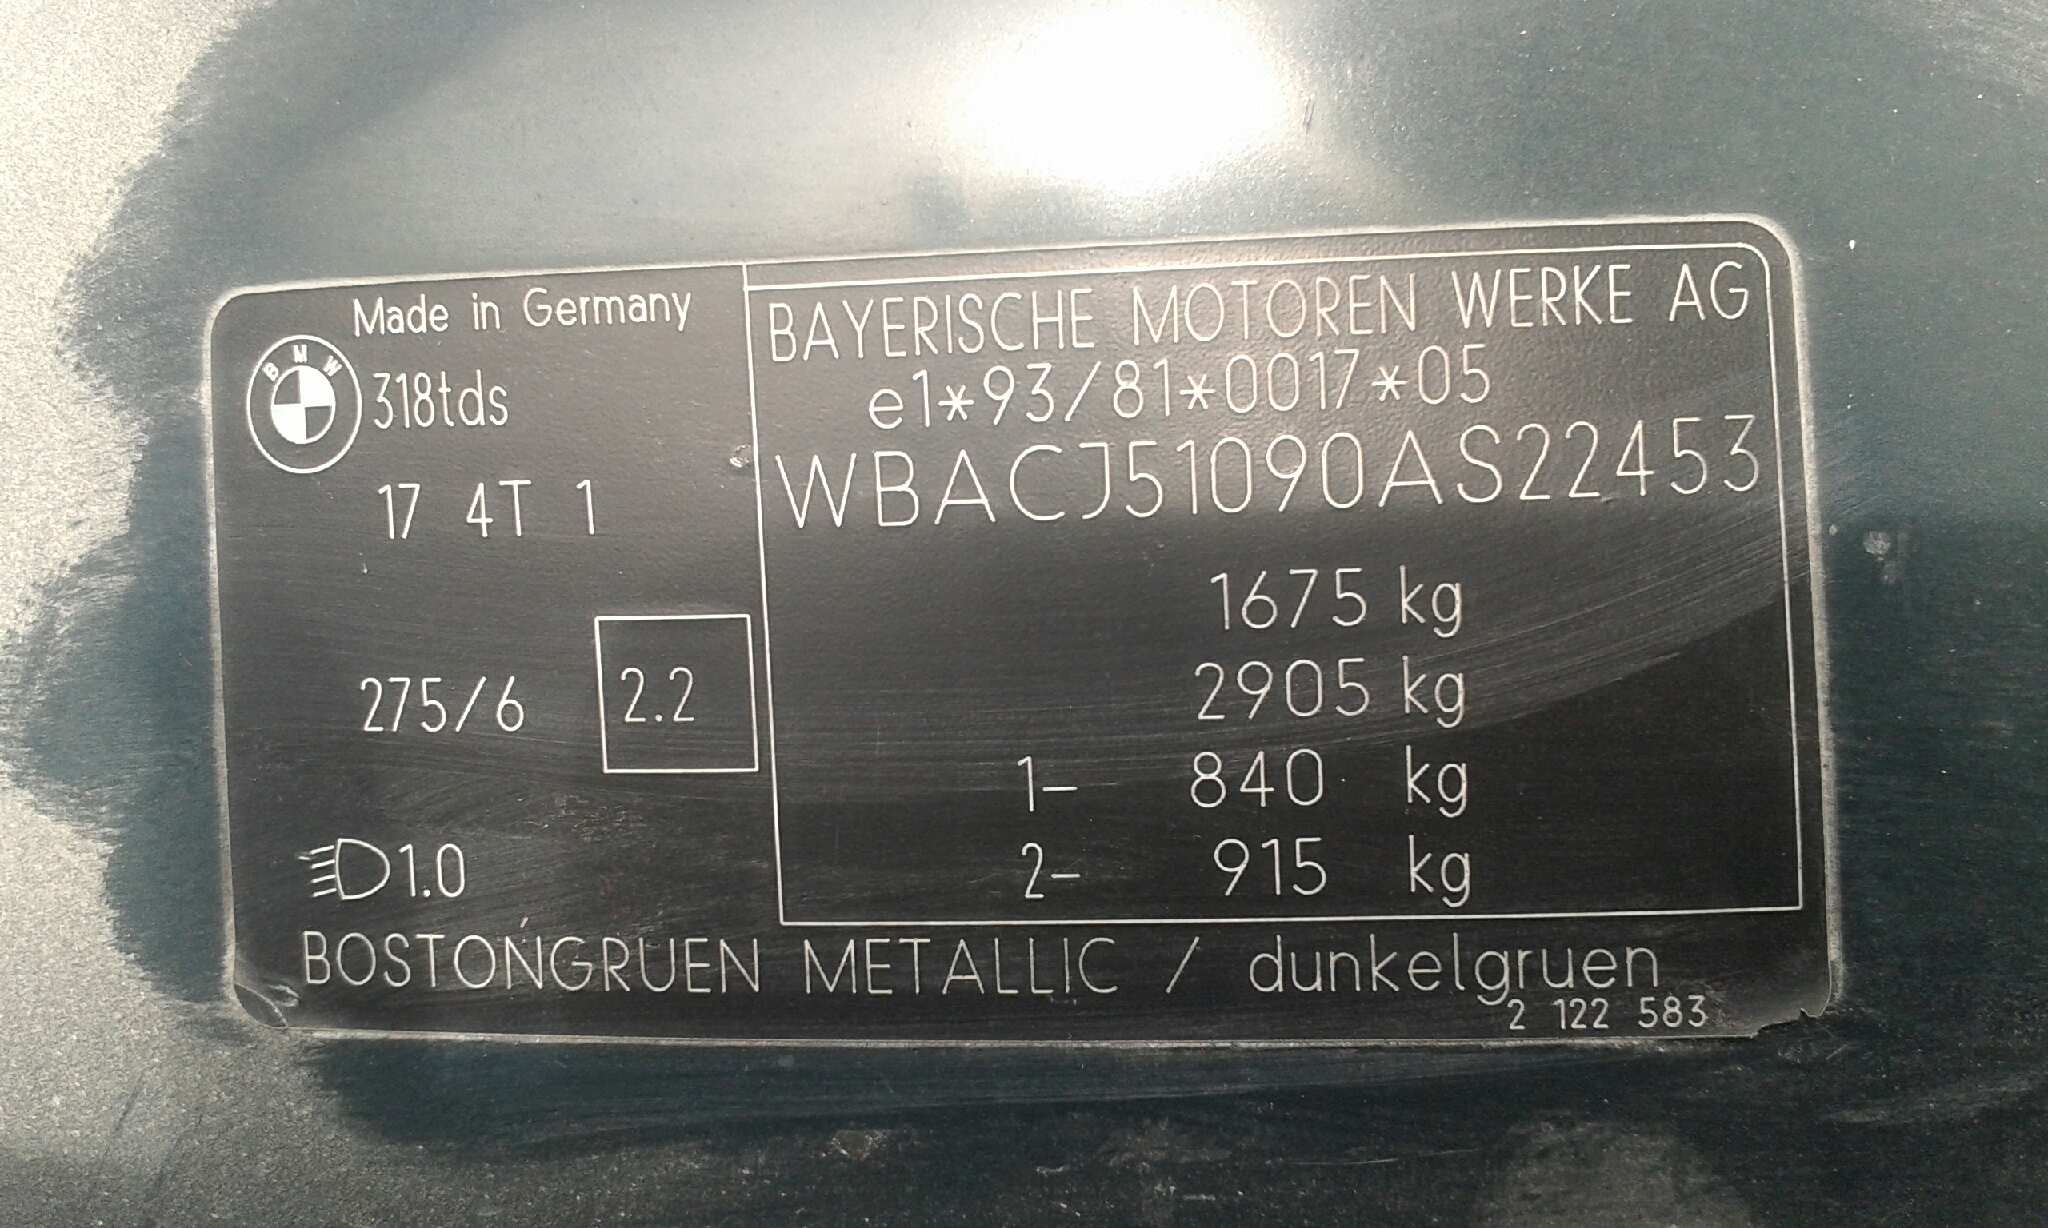 Made in Germany
BMW
318tds
17 4T 1
275/6
2.2
1.0
BAYERISCHE MOTOREN WERKE AG
e1*93/81*0017*05
WBACJ51090AS22453
1675 kg
2905 kg
1- 840 kg
2- 915 kg
BOSTONGRUEN METALLIC / dunkelgruen
2 122 583